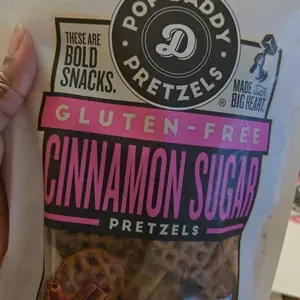 POP DADDY
D
PRETZELS
®
THESE ARE
BOLD
SNACKS.
MADE with
BIG HEART.
GLUTEN-FREE
CINNAMON SUGAR
PRETZELS